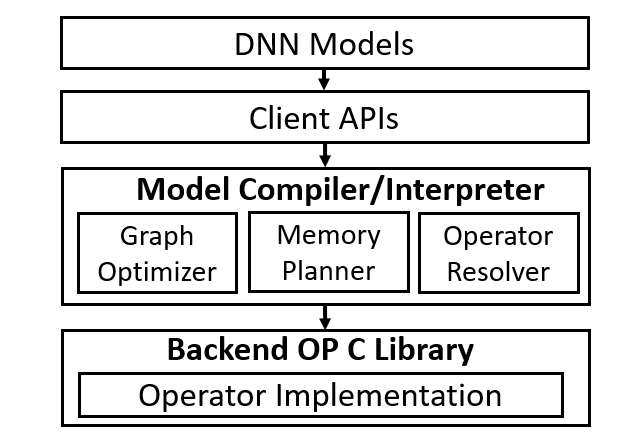 DNN Models
Client APIs
Model Compiler/Interpreter
Graph
Optimizer
Memory
Planner
Operator
Resolver
Backend OP C Library
Operator Implementation